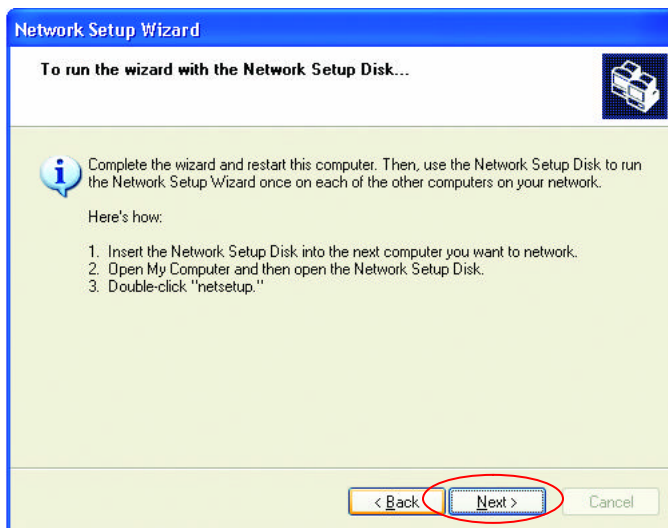 Network Setup Wizard
To run the wizard with the Network Setup Disk...
Complete the wizard and restart this computer. Then, use the Network Setup Disk to run
the Network Setup Wizard once on each of the other computers on your network.
Here's how:
1. Insert the Network Setup Disk into the next computer you want to network.
2. Open My Computer and then open the Network Setup Disk.
3. Double-click "netsetup."
< Back
Next >
Cancel